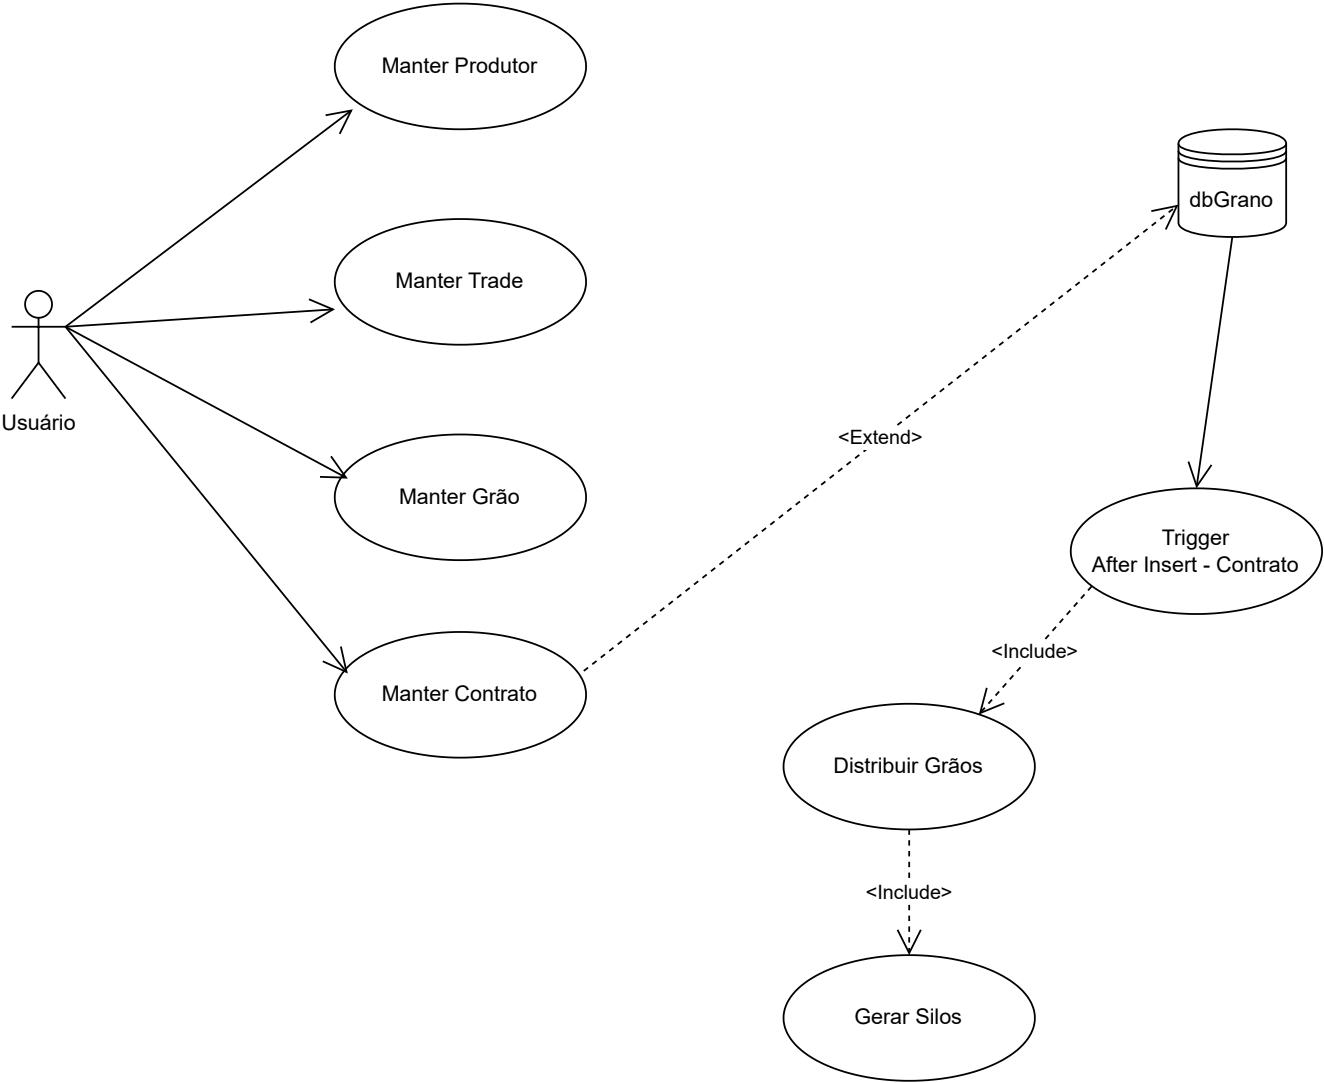 Manter Produtor
dbGrano
Manter Trade
Usuário
<Extend>
Manter Grão
Trigger
After Insert - Contrato
<Include>
Manter Contrato
Distribuir Grãos
<Include>
Gerar Silos